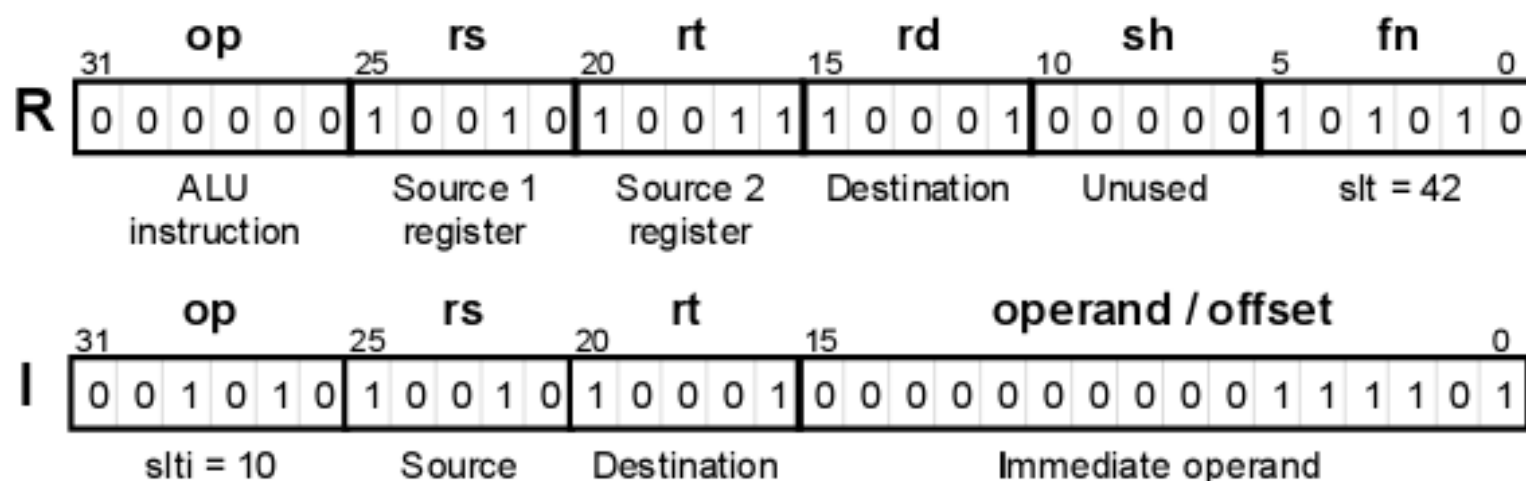 op rs rt rd sh fn
31 25 20 15 10 5 0
R 0 0 0 0 0 0 1 0 0 1 0 1 0 0 1 1 1 0 0 0 1 0 0 0 0 0 1 0 1 0 1 0
ALU Source 1 Source 2 Destination Unused slt = 42
instruction register register
op rs rt operand / offset
31 25 20 15 0
I 0 0 1 0 1 0 1 0 0 1 0 1 0 0 0 1 0 0 0 0 0 0 0 0 0 0 1 1 1 1 0 1
slti = 10 Source Destination Immediate operand